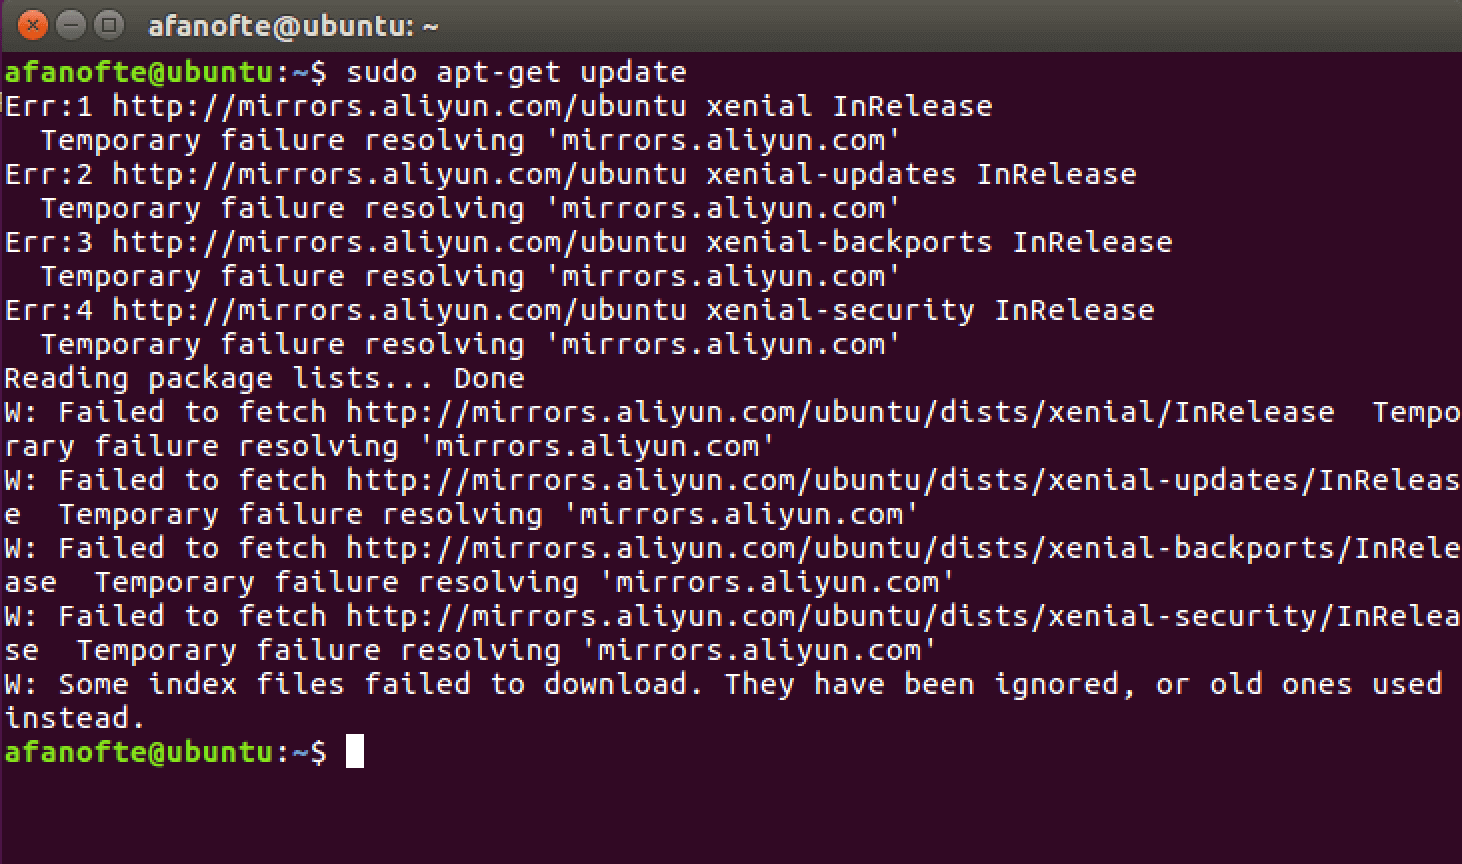 afanofte@ubuntu: ~
afanofte@ubuntu:~$ sudo apt-get update
Err:1 http://mirrors.aliyun.com/ubuntu xenial InRelease
  Temporary failure resolving 'mirrors.aliyun.com'
Err:2 http://mirrors.aliyun.com/ubuntu xenial-updates InRelease
  Temporary failure resolving 'mirrors.aliyun.com'
Err:3 http://mirrors.aliyun.com/ubuntu xenial-backports InRelease
  Temporary failure resolving 'mirrors.aliyun.com'
Err:4 http://mirrors.aliyun.com/ubuntu xenial-security InRelease
  Temporary failure resolving 'mirrors.aliyun.com'
Reading package lists... Done
W: Failed to fetch http://mirrors.aliyun.com/ubuntu/dists/xenial/InRelease  Tempo
rary failure resolving 'mirrors.aliyun.com'
W: Failed to fetch http://mirrors.aliyun.com/ubuntu/dists/xenial-updates/InReleas
e  Temporary failure resolving 'mirrors.aliyun.com'
W: Failed to fetch http://mirrors.aliyun.com/ubuntu/dists/xenial-backports/InRele
ase  Temporary failure resolving 'mirrors.aliyun.com'
W: Failed to fetch http://mirrors.aliyun.com/ubuntu/dists/xenial-security/InRelea
se  Temporary failure resolving 'mirrors.aliyun.com'
W: Some index files failed to download. They have been ignored, or old ones used
instead.
afanofte@ubuntu:~$